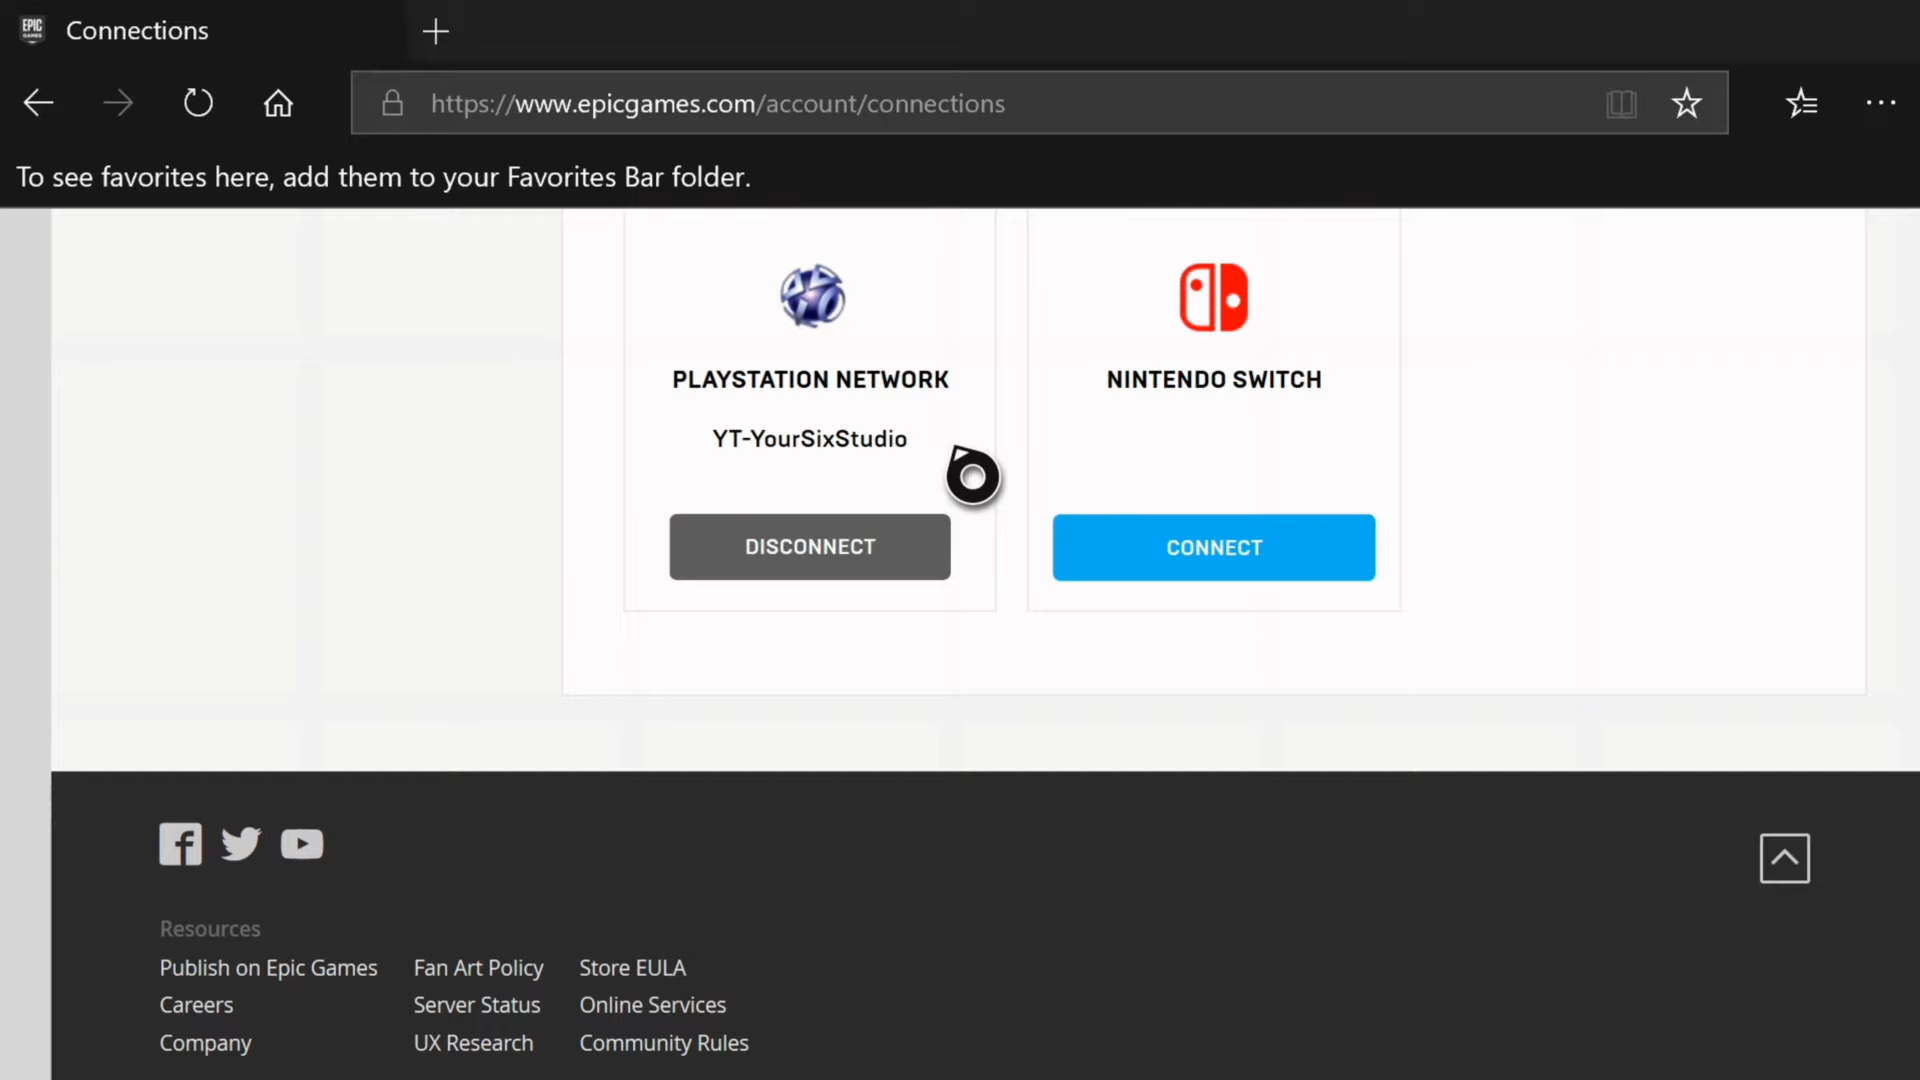 EPIC
GAMES
Connections
https://www.epicgames.com/account/connections
To see favorites here, add them to your Favorites Bar folder.
PLAYSTATION NETWORK
YT-YourSixStudio
DISCONNECT
NINTENDO SWITCH
CONNECT
Resources
Publish on Epic Games
Careers
Company
Fan Art Policy
Server Status
UX Research
Store EULA
Online Services
Community Rules